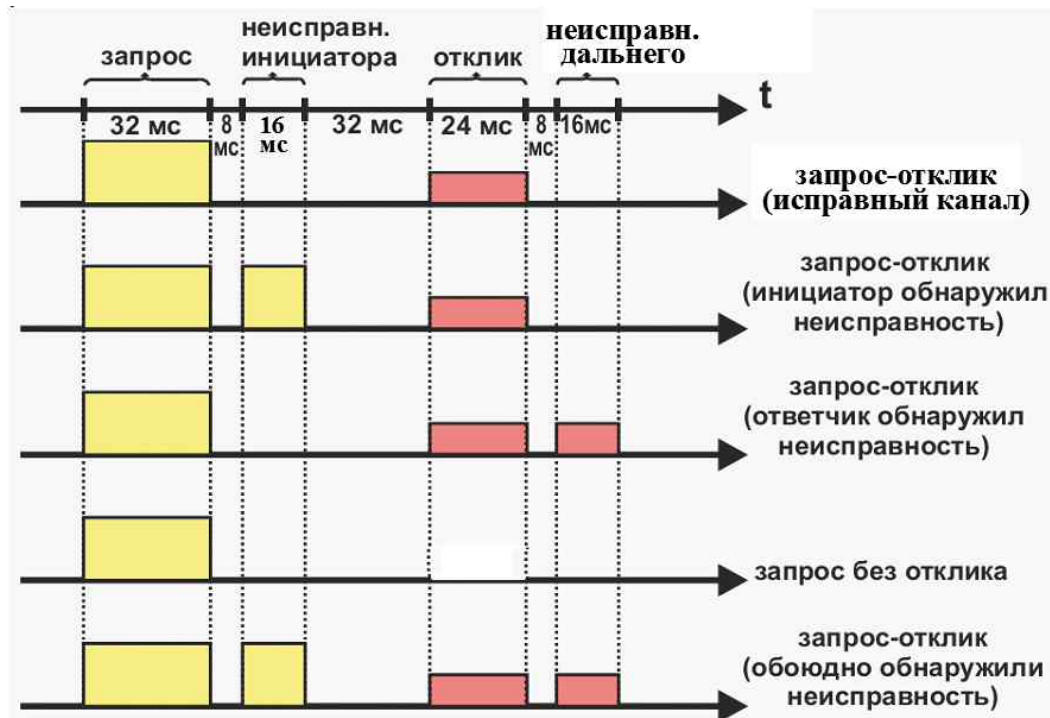 неисправн.
инициатора
запрос
отклик
неисправн.
дальнего
t
32 мс
8
мс
16
мс
32 мс
24 мс
8
мс
16мс
запрос-отклик
(исправный канал)
запрос-отклик
(инициатор обнаружил
неисправность)
запрос-отклик
(ответчик обнаружил
неисправность)
запрос без отклика
запрос-отклик
(обоюдно обнаружили
неисправность)